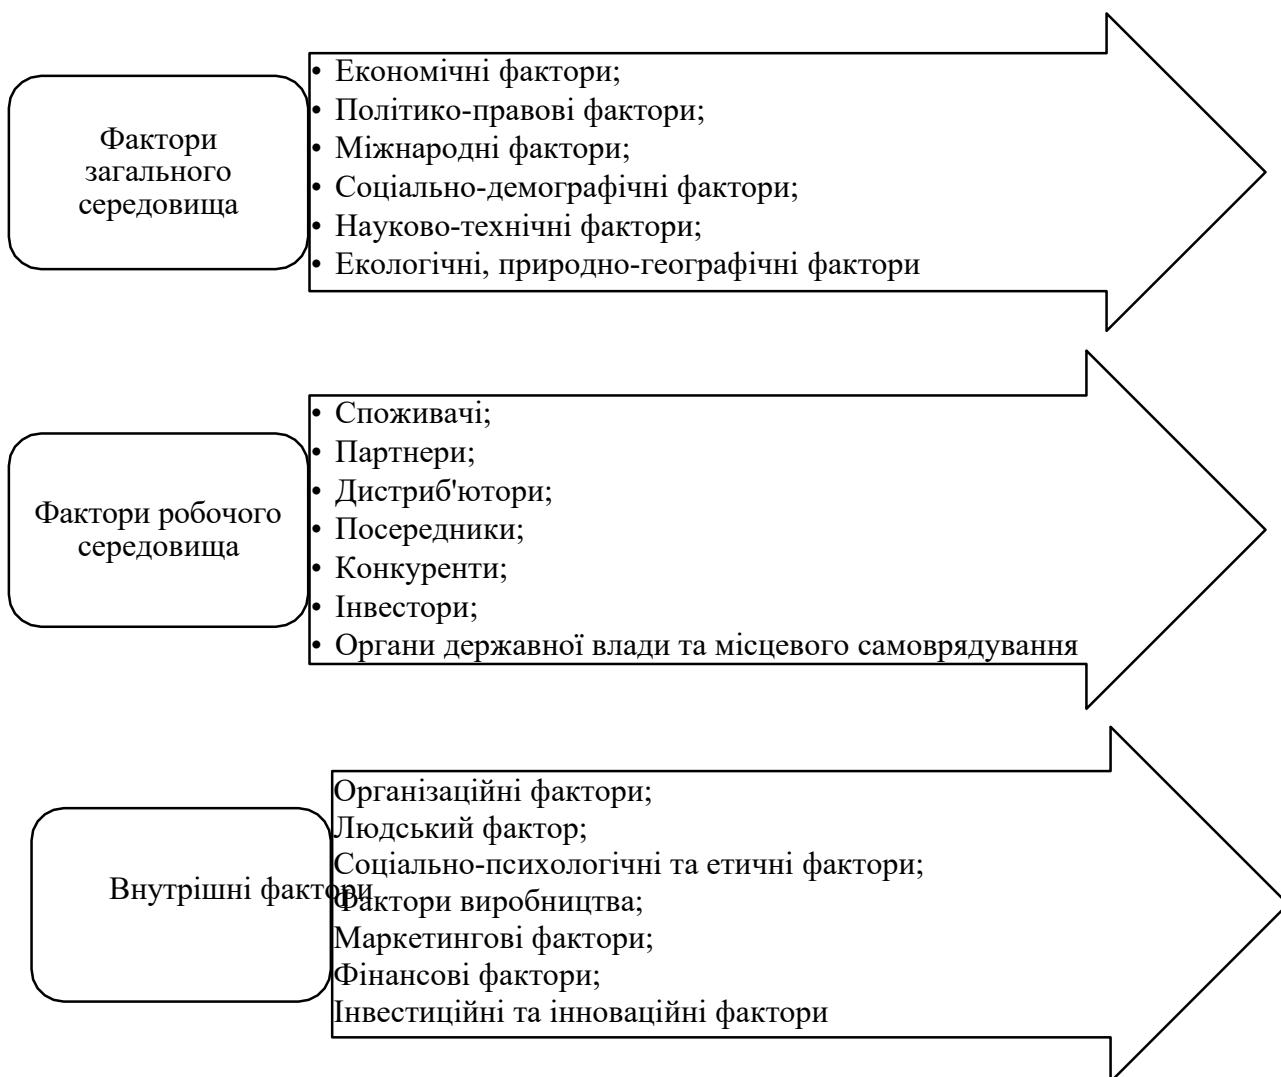 Фактори
загального
середовища
• Економічні фактори;
• Політико-правові фактори;
• Міжнародні фактори;
• Соціально-демографічні фактори;
• Науково-технічні фактори;
• Екологічні, природно-географічні фактори
Фактори робочого
середовища
• Споживачі;
• Партнери;
• Дистриб'ютори;
• Посередники;
• Конкуренти;
• Інвестори;
• Органи державної влади та місцевого самоврядування
Внутрішні фактори
Організаційні фактори;
Людський фактор;
Соціально-психологічні та етичні фактори;
Фактори виробництва;
Маркетингові фактори;
Фінансові фактори;
Інвестиційні та інноваційні фактори